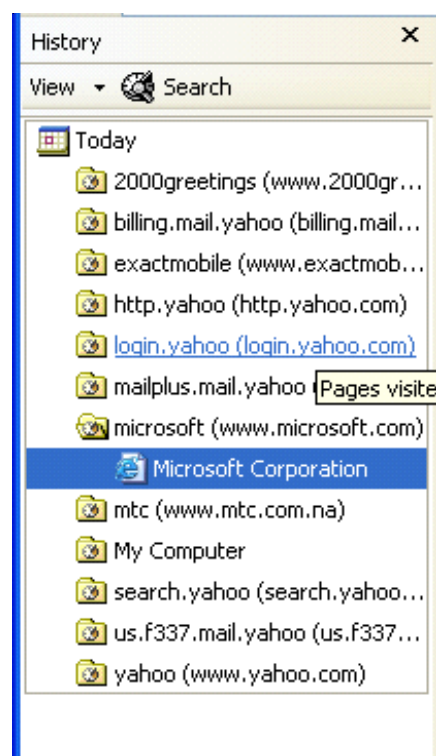 History
View Search
Today
2000greetings (www.2000gr...
billing.mail.yahoo (billing.mail...
exactmobile (www.exactmob...
http.yahoo (http.yahoo.com)
login.yahoo (login.yahoo.com)
mailplus.mail.yahoo Pages visite
microsoft (www.microsoft.com)
Microsoft Corporation
mtc (www.mtc.com.na)
My Computer
search.yahoo (search.yahoo...
us.f337.mail.yahoo (us.f337...
yahoo (www.yahoo.com)